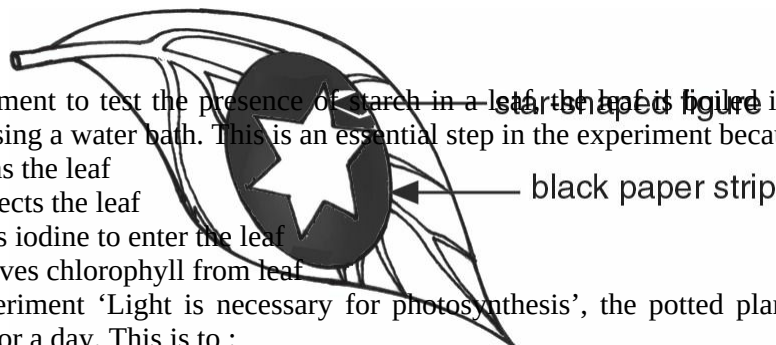 ment to test the presence of starch in a leaf, the leaf is boiled i
star-shaped figure
sing a water bath. This is an essential step in the experiment becau
s the leaf
black paper strip
ects the leaf
s iodine to enter the leaf
ves chlorophyll from leaf
eriment ‘Light is necessary for photosynthesis’, the potted plan
or a day. This is to :